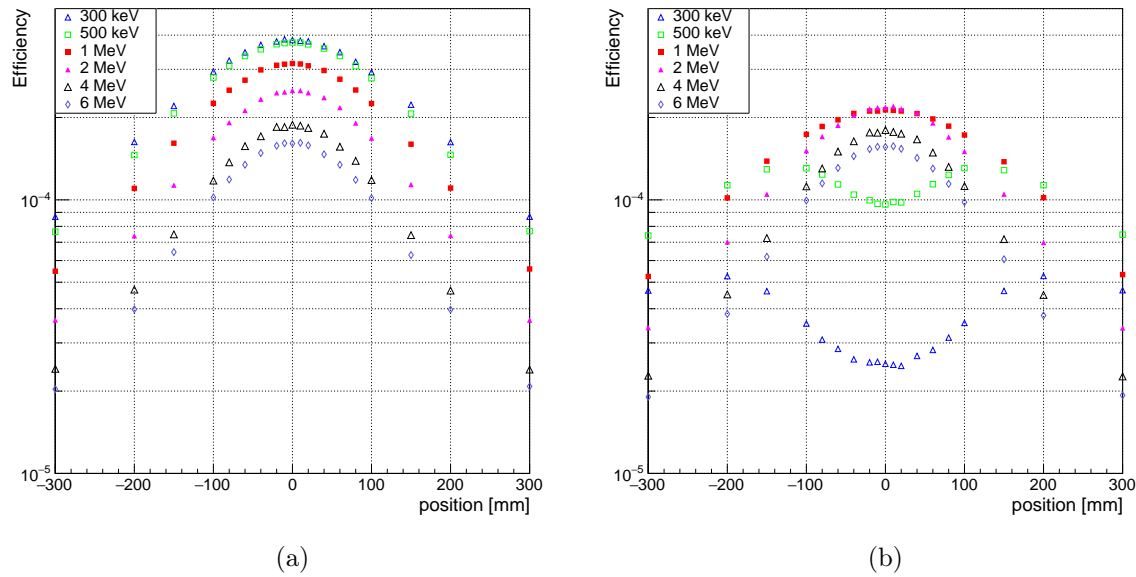 Efficiency
300 keV
500 keV
1 MeV
2 MeV
4 MeV
6 MeV
10−4
10−5
−300 −200 −100 0 100 200 300
position [mm]
(a)
Efficiency
300 keV
500 keV
1 MeV
2 MeV
4 MeV
6 MeV
10−4
10−5
−300 −200 −100 0 100 200 300
position [mm]
(b)